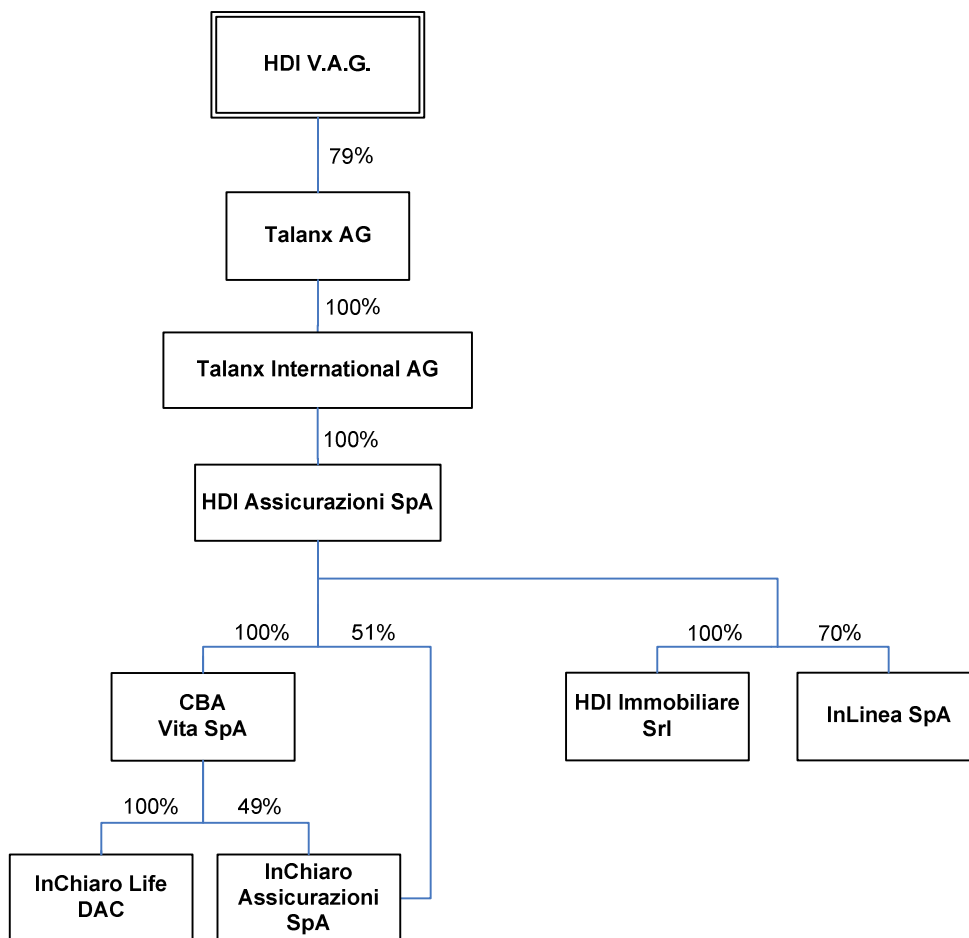 HDI V.A.G.
79%
Talanx AG
100%
Talanx International AG
100%
HDI Assicurazioni SpA
100%
51%
100%
70%
CBA
Vita SpA
HDI Immobiliare
Srl
InLinea SpA
100%
49%
InChiaro Life
DAC
InChiaro
Assicurazioni
SpA